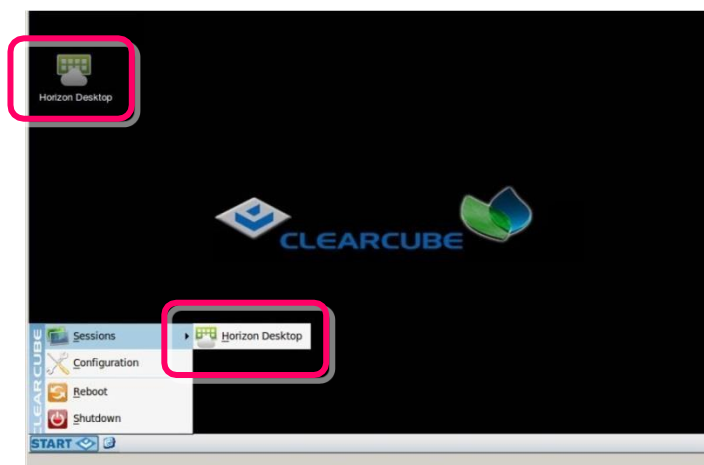 Horizon Desktop
CLEARCUBE
CLEARCUBE
Sessions
Horizon Desktop
Configuration
Reboot
Shutdown
START